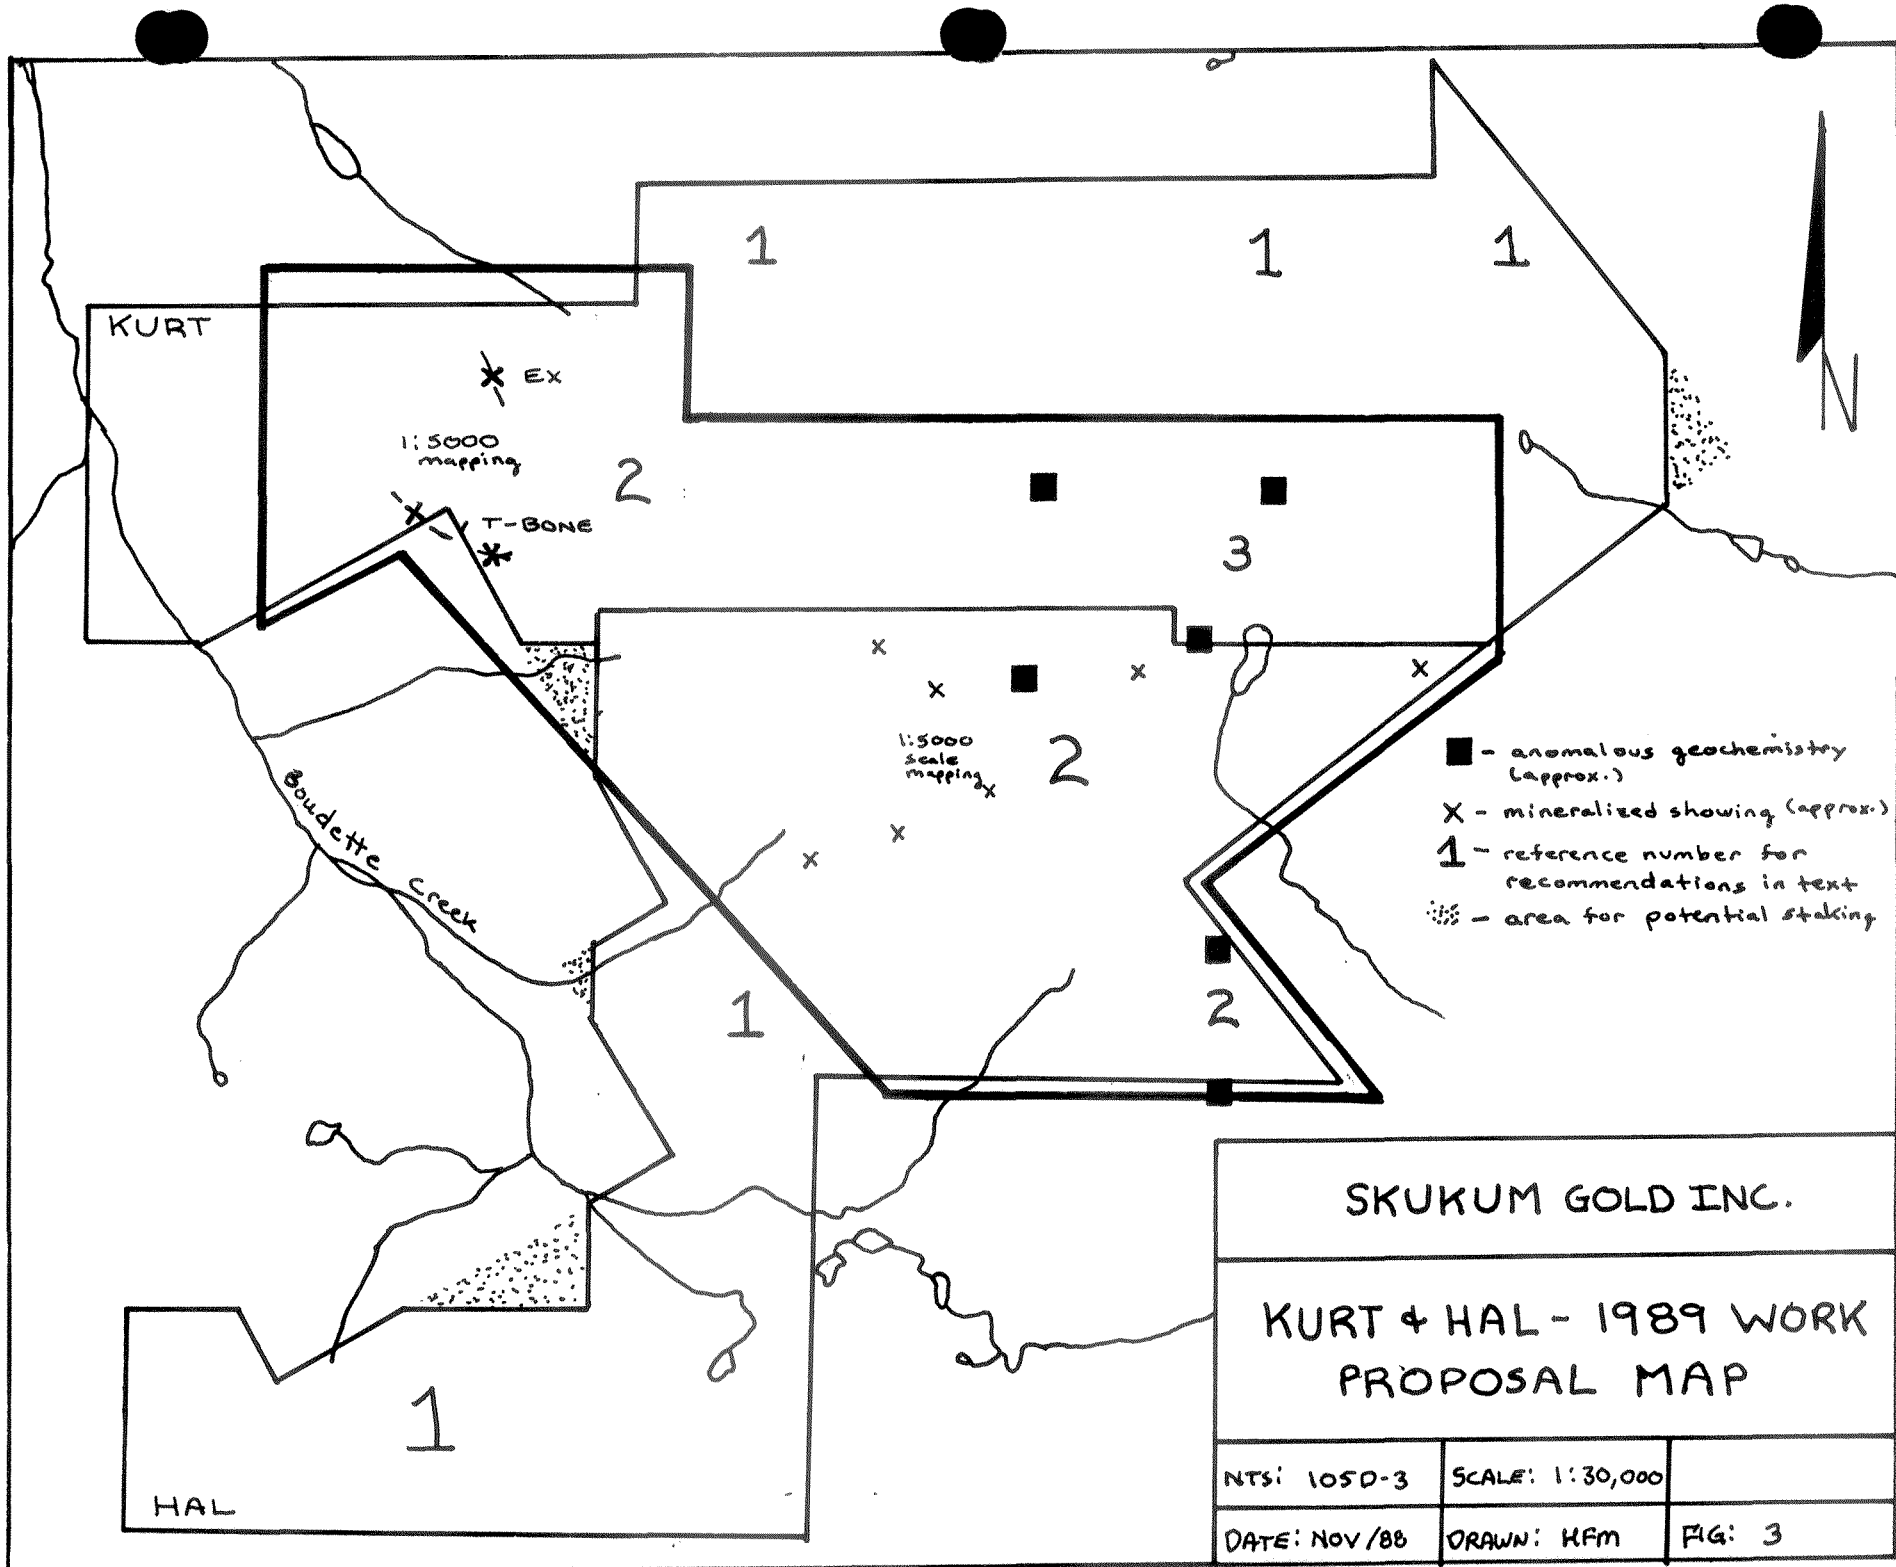 1
1
1
KURT
EX
1:5000
mapping
2
T-BONE
3
1:5000
scale
mapping
2
Boudette Creek
1
2
1
HAL
N
■ - anomalous geochemistry
(approx.)
X - mineralized showing (approx.)
1 - reference number for
recommendations in text
- area for potential staking
SKUKUM GOLD INC.
KURT & HAL - 1989 WORK
PROPOSAL MAP
NTS: 105D-3
SCALE: 1:30,000
DATE: NOV/88
DRAWN: HFM
FIG: 3